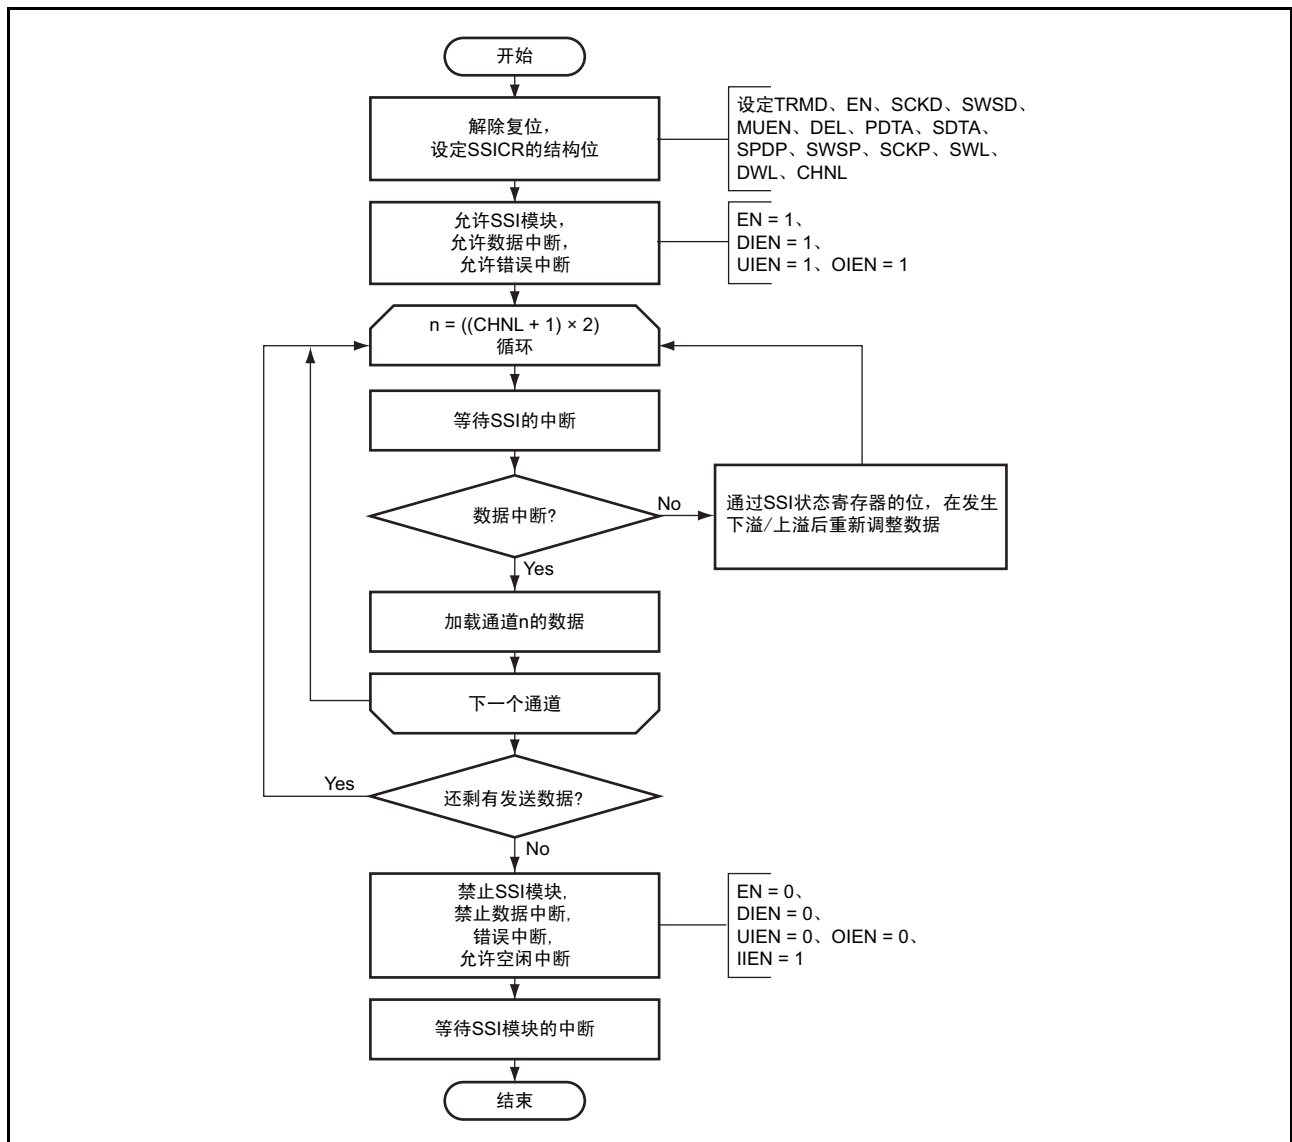 开始
解除复位，
设定SSICR的结构位
设定TRMD、EN、SCKD、SWSD、
MUEN、DEL、PDTA、SDTA、
SPDP、SWSP、SCKP、SWL、
DWL、CHNL
允许SSI模块，
允许数据中断，
允许错误中断
EN = 1、
DIEN = 1、
UIEN = 1、OIEN = 1
n = ((CHNL + 1) × 2)
循环
等待SSI的中断
数据中断?
No
通过SSI状态寄存器的位，在发生
下溢/上溢后重新调整数据
Yes
加载通道n的数据
下一个通道
还剩有发送数据?
Yes
No
禁止SSI模块,
禁止数据中断,
错误中断,
允许空闲中断
EN = 0、
DIEN = 0、
UIEN = 0、OIEN = 0、
IIEN = 1
等待SSI模块的中断
结束